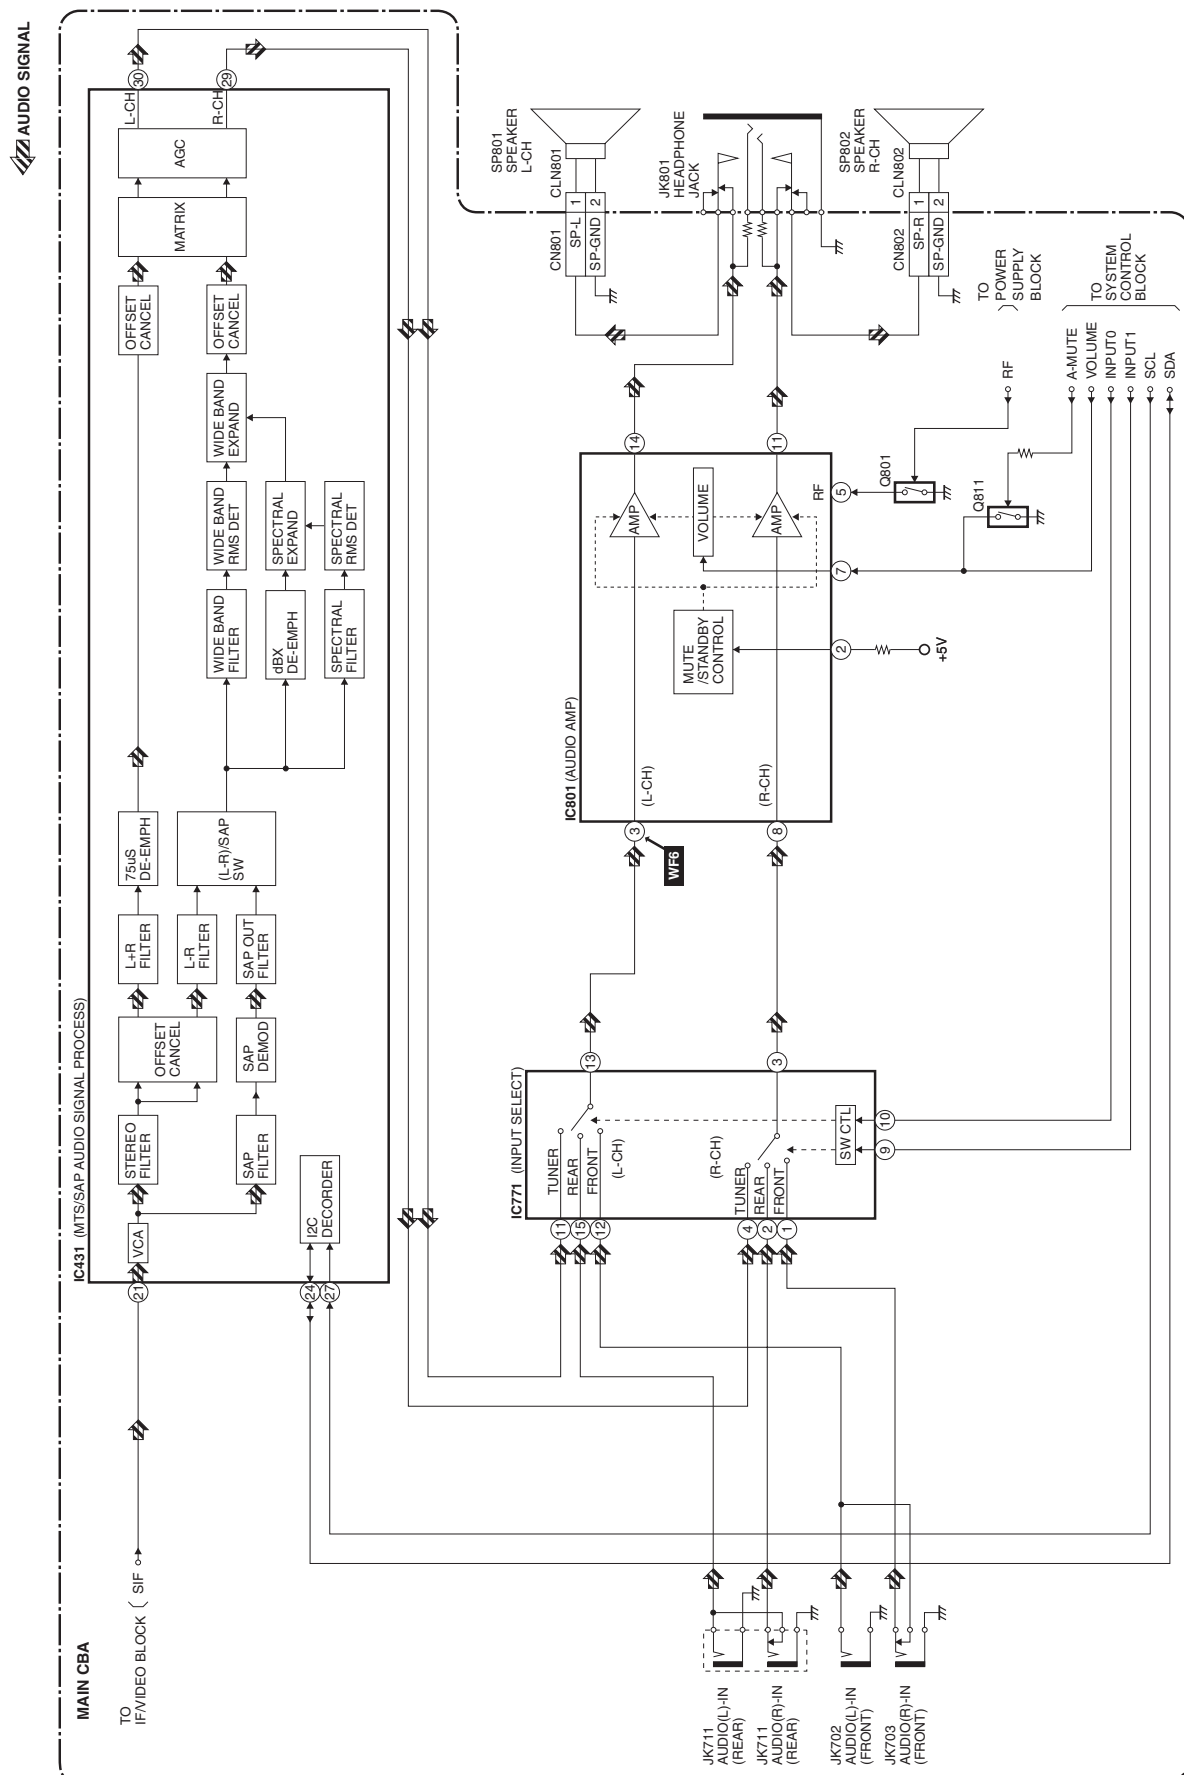 AUDIO SIGNAL
MAIN CBA
TO
IF/VIDEO BLOCK
SIF
IC431 (MTS/SAP AUDIO SIGNAL PROCESS)
21
VCA
STEREO
FILTER
OFFSET
CANCEL
L+R
FILTER
75uS
DE-EMPH
OFFSET
CANCEL
MATRIX
AGC
L-CH
30
R-CH
29
L-R
FILTER
(L-R)/SAP
SW
SAP
FILTER
SAP
DEMOD
SAP OUT
FILTER
WIDE BAND
FILTER
WIDE BAND
RMS DET
WIDE BAND
EXPAND
OFFSET
CANCEL
dBX
DE-EMPH
SPECTRAL
EXPAND
SPECTRAL
FILTER
SPECTRAL
RMS DET
24
27
I2C
DECORDER
JK711
AUDIO(L)-IN
(REAR)
JK711
AUDIO(R)-IN
(REAR)
JK702
AUDIO(L)-IN
(FRONT)
JK703
AUDIO(R)-IN
(FRONT)
IC771 (INPUT SELECT)
11
15
12
TUNER
REAR
FRONT
(L-CH)
13
4
2
1
TUNER
REAR
FRONT
(R-CH)
3
SW CTL
9
10
IC801 (AUDIO AMP)
3
WF6
(L-CH)
AMP
14
8
(R-CH)
AMP
11
VOLUME
MUTE
/STANDBY
CONTROL
2
+5V
7
RF
5
Q801
Q811
SP801
SPEAKER
L-CH
CN801
CLN801
SP-L
1
SP-GND
2
JK801
HEADPHONE
JACK
SP802
SPEAKER
R-CH
CN802
CLN802
SP-R
1
SP-GND
2
TO
POWER
SUPPLY
BLOCK
RF
TO
SYSTEM
CONTROL
BLOCK
A-MUTE
VOLUME
INPUT0
INPUT1
SCL
SDA